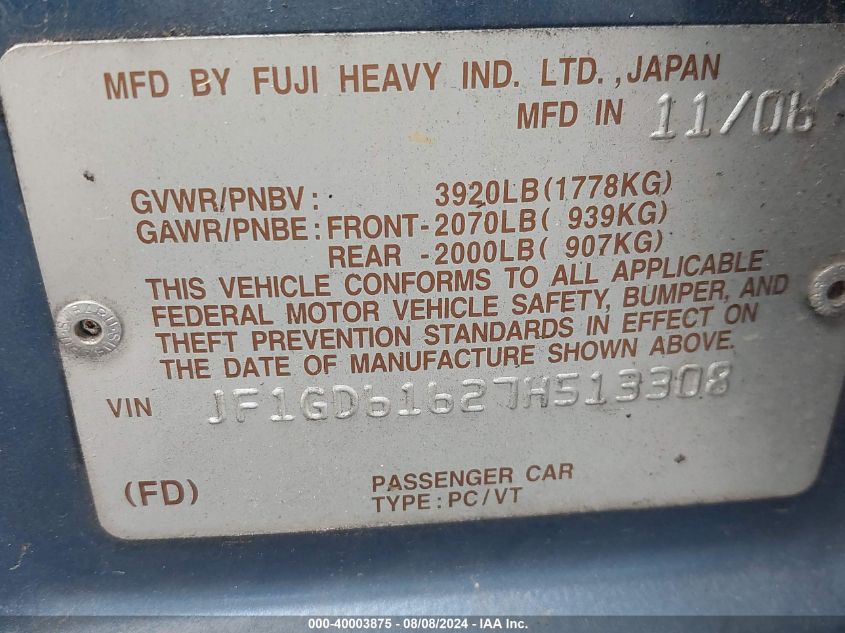 MFD BY FUJI HEAVY IND. LTD.,JAPAN
MFD IN 11/06
GVWR/PNBV: 3920LB(1778KG)
GAWR/PNBE:FRONT-2070LB( 939KG)
REAR -2000LB( 907KG)
THIS VEHICLE CONFORMS TO ALL APPLICABLE
FEDERAL MOTOR VEHICLE SAFETY, BUMPER, AND
THEFT PREVENTION STANDARDS IN EFFECT ON
THE DATE OF MANUFACTURE SHOWN ABOVE.
VIN JF1GD61627H513308
(FD)
PASSENGER CAR
TYPE:PC/VT
000-40003875 - 08/08/2024 - IAA Inc.